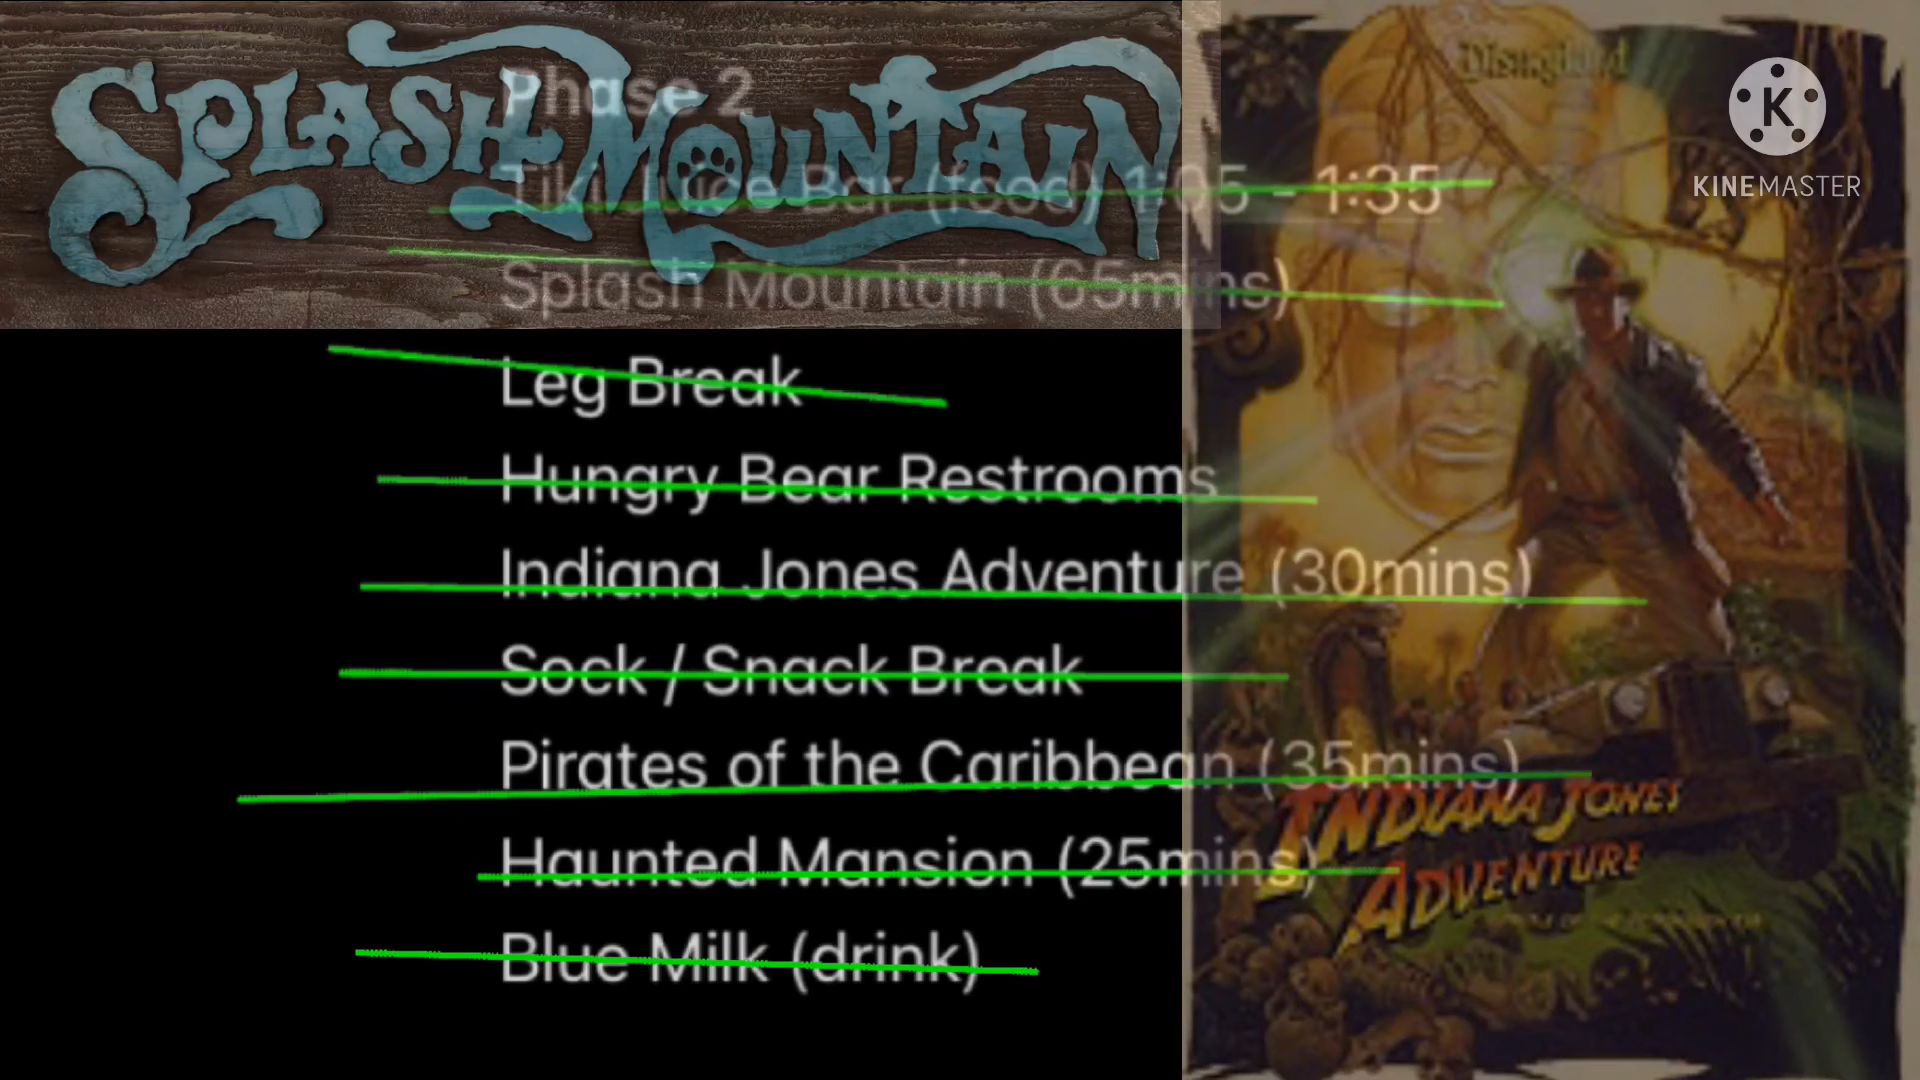 SPLASH MOUNTAIN
Phase 2
Tiki Juice Bar (food) 1:05 - 1:35
Splash Mountain (65mins)
Leg Break
Hungry Bear Restrooms
Indiana Jones Adventure (30mins)
Sock / Snack Break
Pirates of the Caribbean (35mins)
Haunted Mansion (25mins)
Blue Milk (drink)
Disneyland
K
KINEMASTER
INDIANA JONES
ADVENTURE